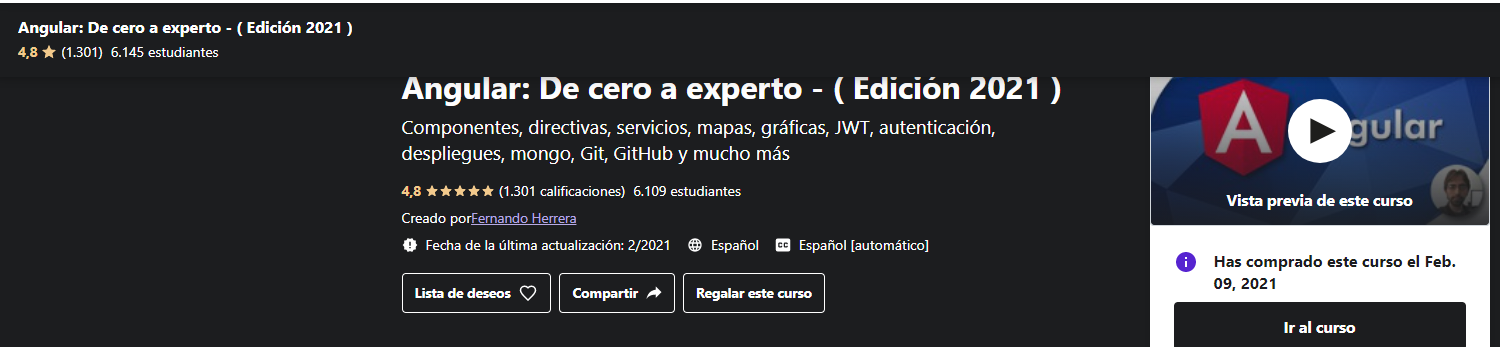 Angular: De cero a experto - ( Edición 2021 )
4,8 (1.301) 6.145 estudiantes
Angular: De cero a experto - ( Edición 2021 )
Componentes, directivas, servicios, mapas, gráficas, JWT, autenticación,
despliegues, mongo, Git, GitHub y mucho más
4,8 (1.301 calificaciones) 6.109 estudiantes
Creado porFernando Herrera
Fecha de la última actualización: 2/2021 Español CC Español [automático]
Lista de deseos Compartir Regalar este curso
gular
Vista previa de este curso
Has comprado este curso el Feb.
09, 2021
Ir al curso